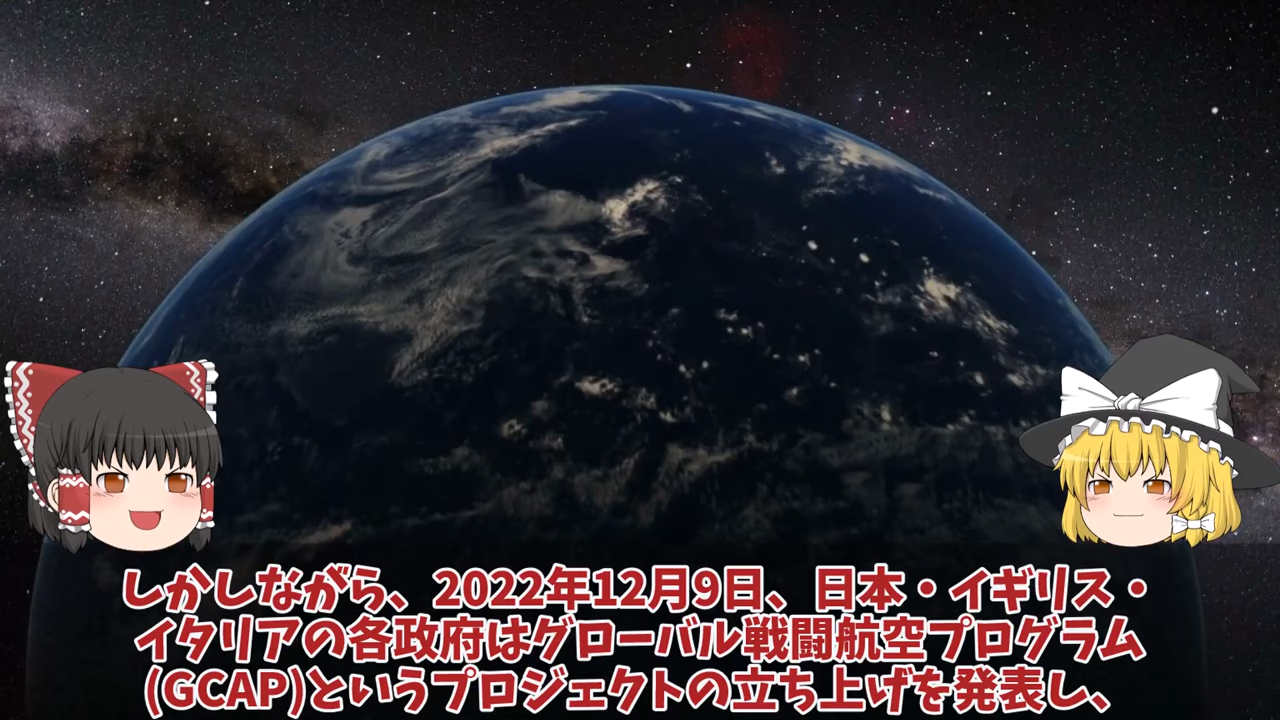 しかしながら、2022年12月9日、日本・イギリス・
イタリアの各政府はグローバル戦闘航空プログラム
(GCAP)というプロジェクトの立ち上げを発表し、